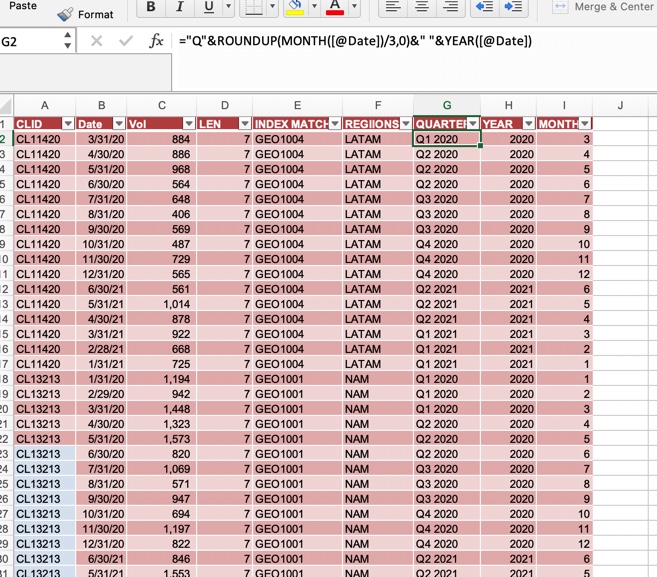 Paste
Format
B I U A
Merge & Center
G2 fx ="Q"&ROUNDUP(MONTH([@Date])/3,0)&" "&YEAR([@Date])
A B C D E F G H I J
1 CLID Date Vol LEN INDEX MATCH REGIIONS QUARTER YEAR MONTH
2 CL11420 3/31/20 884 7 GEO1004 LATAM Q1 2020 2020 3
3 CL11420 4/30/20 886 7 GEO1004 LATAM Q2 2020 2020 4
4 CL11420 5/31/20 968 7 GEO1004 LATAM Q2 2020 2020 5
5 CL11420 6/30/20 564 7 GEO1004 LATAM Q2 2020 2020 6
6 CL11420 7/31/20 648 7 GEO1004 LATAM Q3 2020 2020 7
7 CL11420 8/31/20 406 7 GEO1004 LATAM Q3 2020 2020 8
8 CL11420 9/30/20 569 7 GEO1004 LATAM Q3 2020 2020 9
9 CL11420 10/31/20 487 7 GEO1004 LATAM Q4 2020 2020 10
10 CL11420 11/30/20 729 7 GEO1004 LATAM Q4 2020 2020 11
11 CL11420 12/31/20 565 7 GEO1004 LATAM Q4 2020 2020 12
12 CL11420 6/30/21 561 7 GEO1004 LATAM Q2 2021 2021 6
13 CL11420 5/31/21 1,014 7 GEO1004 LATAM Q2 2021 2021 5
14 CL11420 4/30/21 878 7 GEO1004 LATAM Q2 2021 2021 4
15 CL11420 3/31/21 922 7 GEO1004 LATAM Q1 2021 2021 3
16 CL11420 2/28/21 668 7 GEO1004 LATAM Q1 2021 2021 2
17 CL11420 1/31/21 725 7 GEO1004 LATAM Q1 2021 2021 1
18 CL13213 1/31/20 1,194 7 GEO1001 NAM Q1 2020 2020 1
19 CL13213 2/29/20 942 7 GEO1001 NAM Q1 2020 2020 2
20 CL13213 3/31/20 1,448 7 GEO1001 NAM Q1 2020 2020 3
21 CL13213 4/30/20 1,323 7 GEO1001 NAM Q2 2020 2020 4
22 CL13213 5/31/20 1,573 7 GEO1001 NAM Q2 2020 2020 5
23 CL13213 6/30/20 820 7 GEO1001 NAM Q2 2020 2020 6
24 CL13213 7/31/20 1,069 7 GEO1001 NAM Q3 2020 2020 7
25 CL13213 8/31/20 571 7 GEO1001 NAM Q3 2020 2020 8
26 CL13213 9/30/20 947 7 GEO1001 NAM Q3 2020 2020 9
27 CL13213 10/31/20 694 7 GEO1001 NAM Q4 2020 2020 10
28 CL13213 11/30/20 1,197 7 GEO1001 NAM Q4 2020 2020 11
29 CL13213 12/31/20 822 7 GEO1001 NAM Q4 2020 2020 12
30 CL13213 6/30/21 846 7 GEO1001 NAM Q2 2021 2021 6
31 CL13213 5/31/21 1,553 7 GEO1001 NAM Q2 2021 2021 5